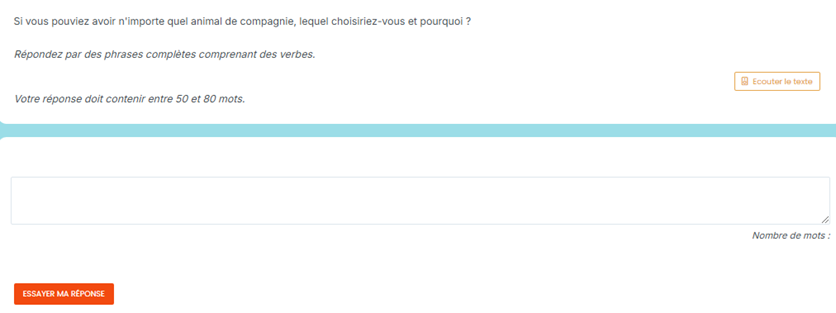 Si vous pouviez avoir n'importe quel animal de compagnie, lequel choisiriez-vous et pourquoi ?
Répondez par des phrases complètes comprenant des verbes.
Ecouter le texte
Votre réponse doit contenir entre 50 et 80 mots.
Nombre de mots :
ESSAYER MA RÉPONSE